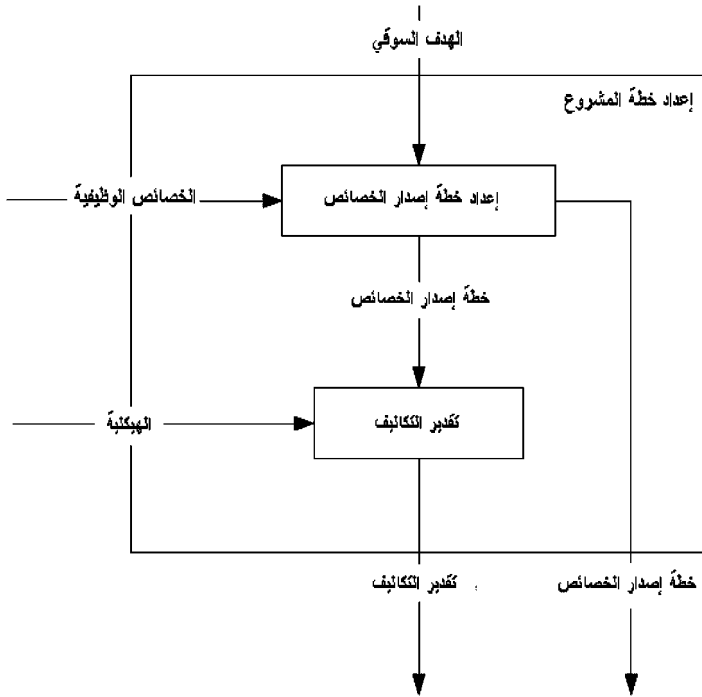 الهدف السوقي
إعداد خطة المشروع
الخصائص الوظيفية
إعداد خطة إصدار الخصائص
خطة إصدار الخصائص
الهيكلية
تقدير التكاليف
خطة إصدار الخصائص
تقدير التكاليف